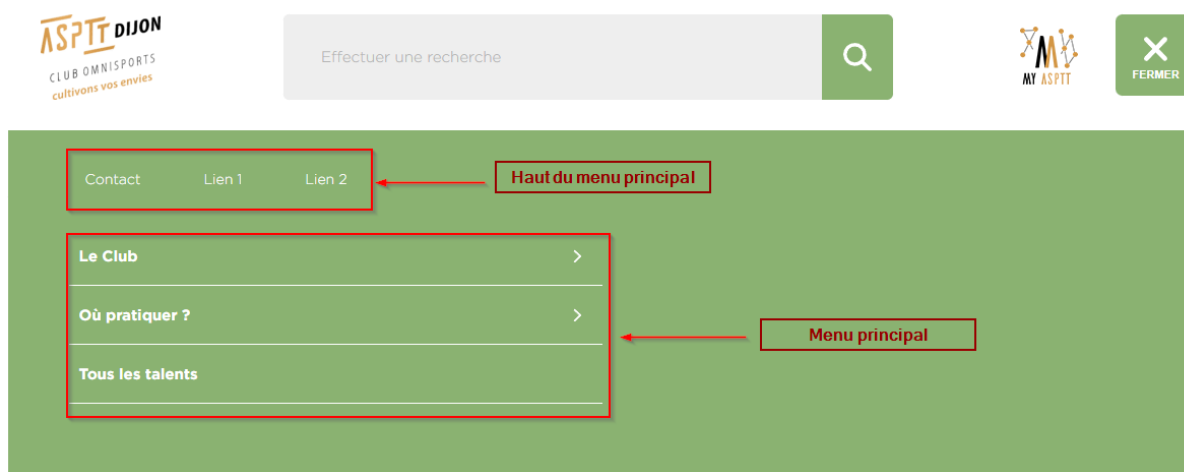 ASPTT DIJON
CLUB OMNISPORTS
cultivons vos envies
Effectuer une recherche
MY ASPTT
FERMER
Contact
Lien 1
Lien 2
Haut du menu principal
Le Club
Où pratiquer ?
Menu principal
Tous les talents